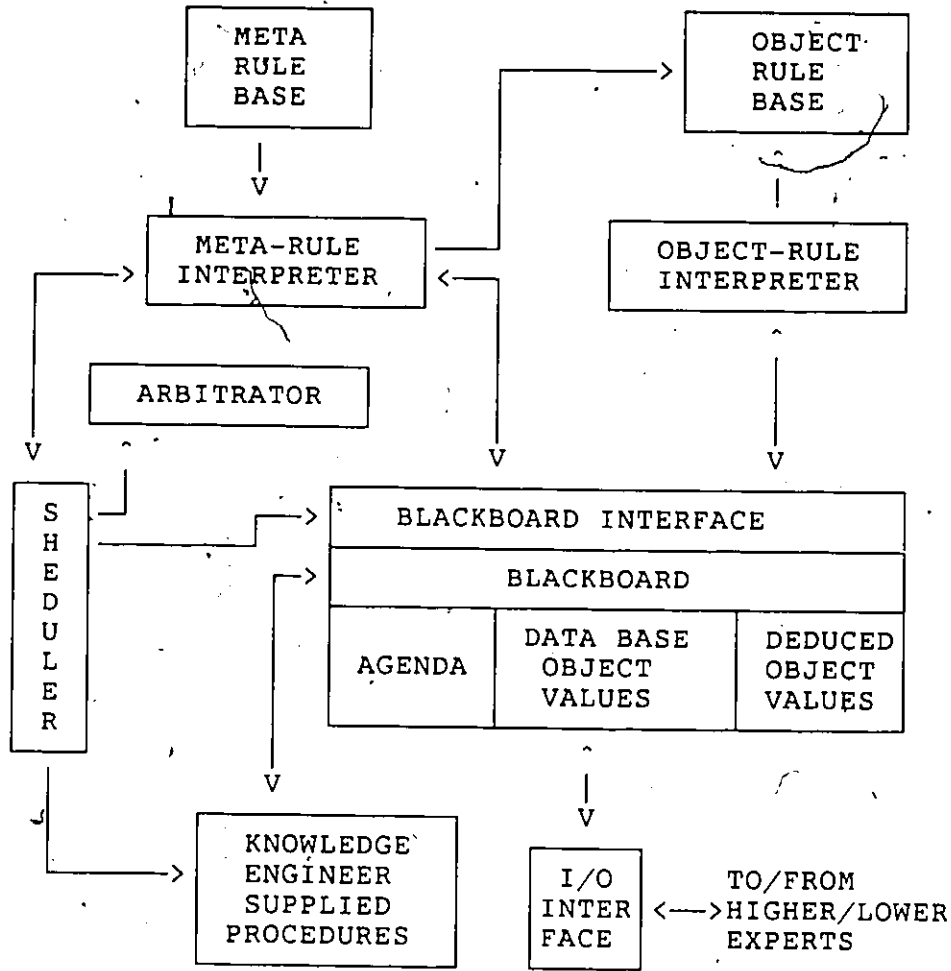 META
RULE
BASE
OBJECT
RULE
BASE
META-RULE
INTERPRETER
OBJECT-RULE
INTERPRETER
ARBITRATOR
S
H
E
D
U
L
E
R
BLACKBOARD INTERFACE
BLACKBOARD
AGENDA
DATA BASE
OBJECT
VALUES
DEDUCED
OBJECT
VALUES
KNOWLEDGE
ENGINEER
SUPPLIED
PROCEDURES
I/O
INTER
FACE
TO/FROM
HIGHER/LOWER
EXPERTS